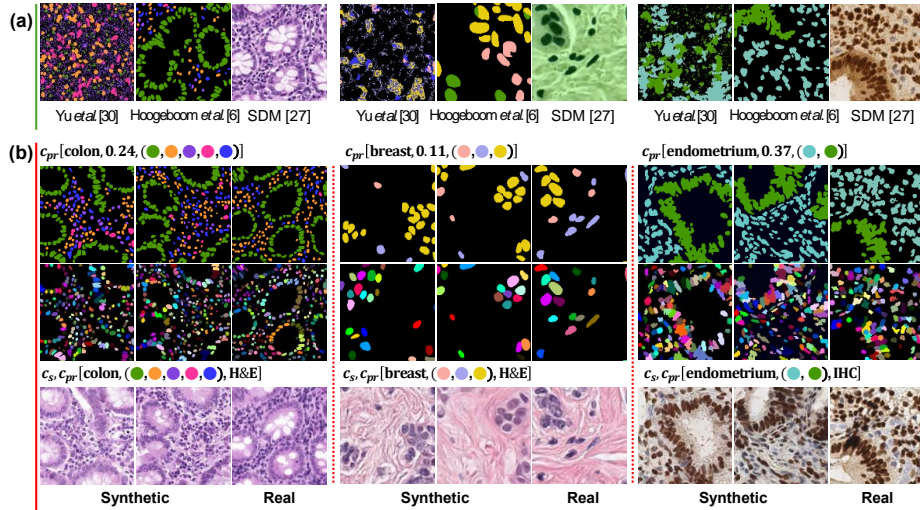 (a)
Yu et al. [30] Hoogeboom et al. [6] SDM [27] Yu et al. [30] Hoogeboom et al. [6] SDM [27] Yu et al. [30] Hoogeboom et al. [6] SDM [27]
(b) c_pr[colon, 0.24, (●,●,●,●,●)] c_pr[breast, 0.11, (●,●,●)] c_pr[endometrium, 0.37, (●,●)]
c_s, c_pr[colon, (●,●,●,●,●), H&E] c_s, c_pr[breast, (●,●,●), H&E] c_s, c_pr[endometrium, (●,●), IHC]
Synthetic Real Synthetic Real Synthetic Real